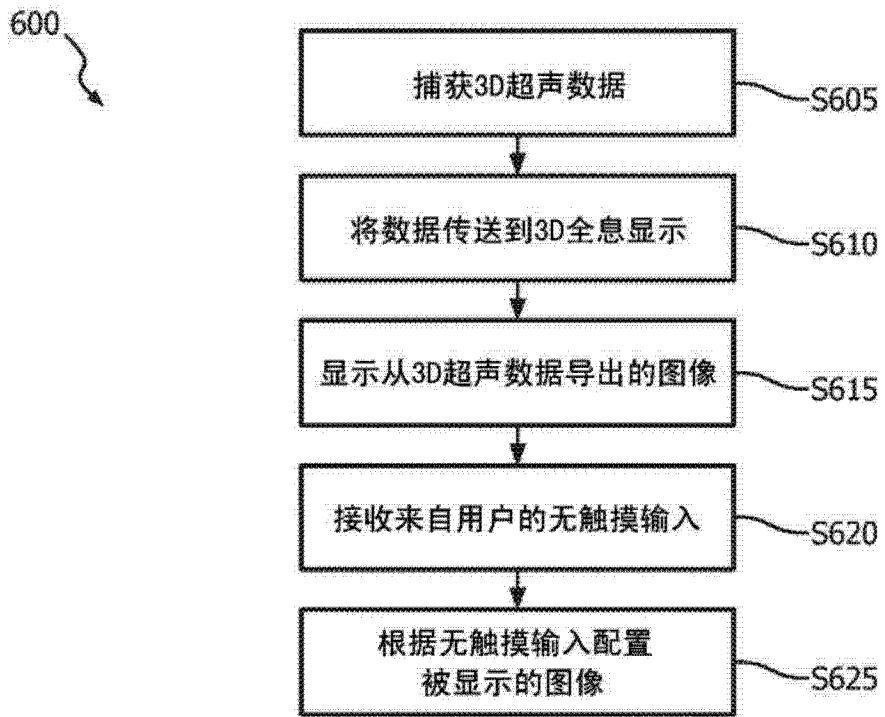 600
捕获3D超声数据
S605
将数据传送到3D全息显示
S610
显示从3D超声数据导出的图像
S615
接收来自用户的无触摸输入
S620
根据无触摸输入配置
被显示的图像
S625